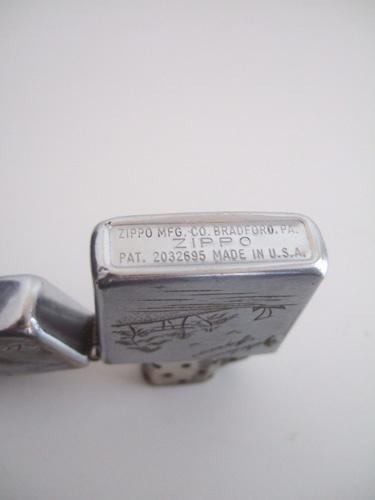 ZIPPO MFG. CO. BRADFORD. PA.
ZIPPO
PAT. 2032695 MADE IN U.S.A.